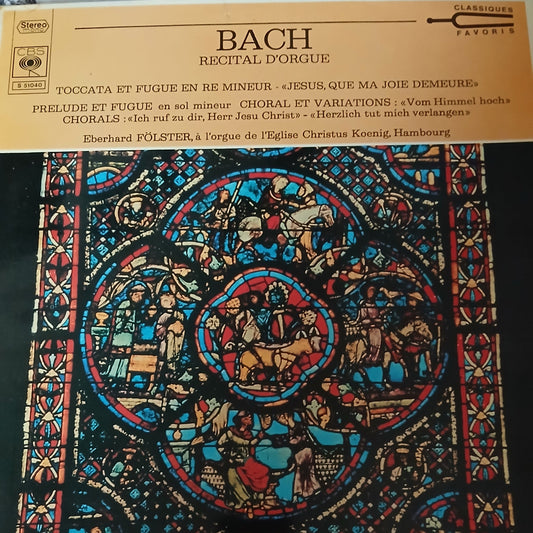 Stereo
CBS
S 51040
CLASSIQUES
FAVORIS
BACH
RECITAL D'ORGUE
TOCCATA ET FUGUE EN RE MINEUR - «JESUS, QUE MA JOIE DEMEURE»
PRELUDE ET FUGUE en sol mineur CHORAL ET VARIATIONS : «Vom Himmel hoch»
CHORALS : «Ich ruf zu dir, Herr Jesu Christ» - «Herzlich tut mich verlangen»
Eberhard FÖLSTER, à l'orgue de l'Eglise Christus Koenig, Hambourg